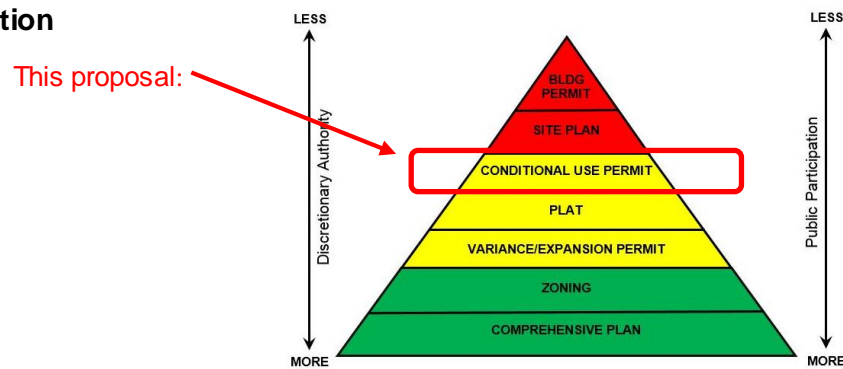 tion
LESS
LESS
This proposal:
BLDG
PERMIT
SITE PLAN
CONDITIONAL USE PERMIT
PLAT
VARIANCE/EXPANSION PERMIT
ZONING
COMPREHENSIVE PLAN
Discretionary Authority
Public Participation
MORE
MORE